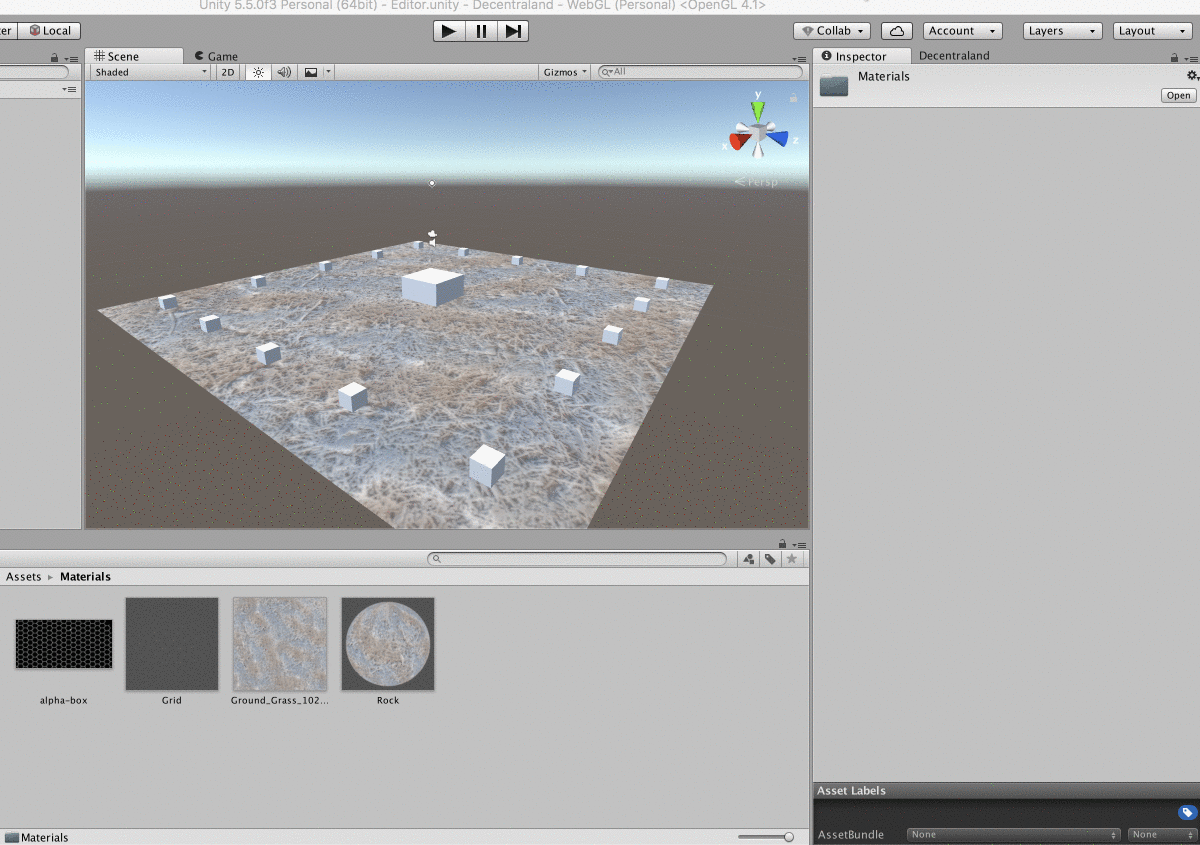 Unity 5.5.0f3 Personal (64bit) - Editor.unity - Decentraland - WebGL (Personal) <OpenGL 4.1>
er Local Collab Account Layers Layout
Scene Game Inspector Decentraland
Shaded 2D Gizmos All
Materials
Open
y
x z
Persp
Assets Materials
alpha-box Grid Ground_Grass_102... Rock
Asset Labels
AssetBundle None None
Materials